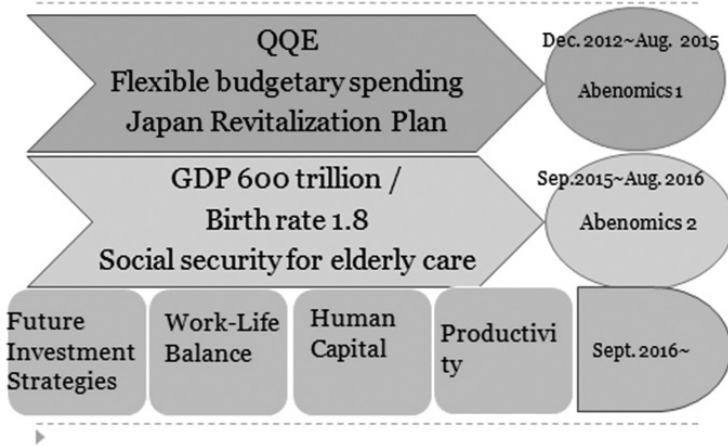 QQE
Flexible budgetary spending
Japan Revitalization Plan
Dec. 2012~Aug. 2015
Abenomics 1
GDP 600 trillion /
Birth rate 1.8
Social security for elderly care
Sep.2015~Aug. 2016
Abenomics 2
Future
Investment
Strategies
Work-Life
Balance
Human
Capital
Productivi
ty
Sept. 2016~